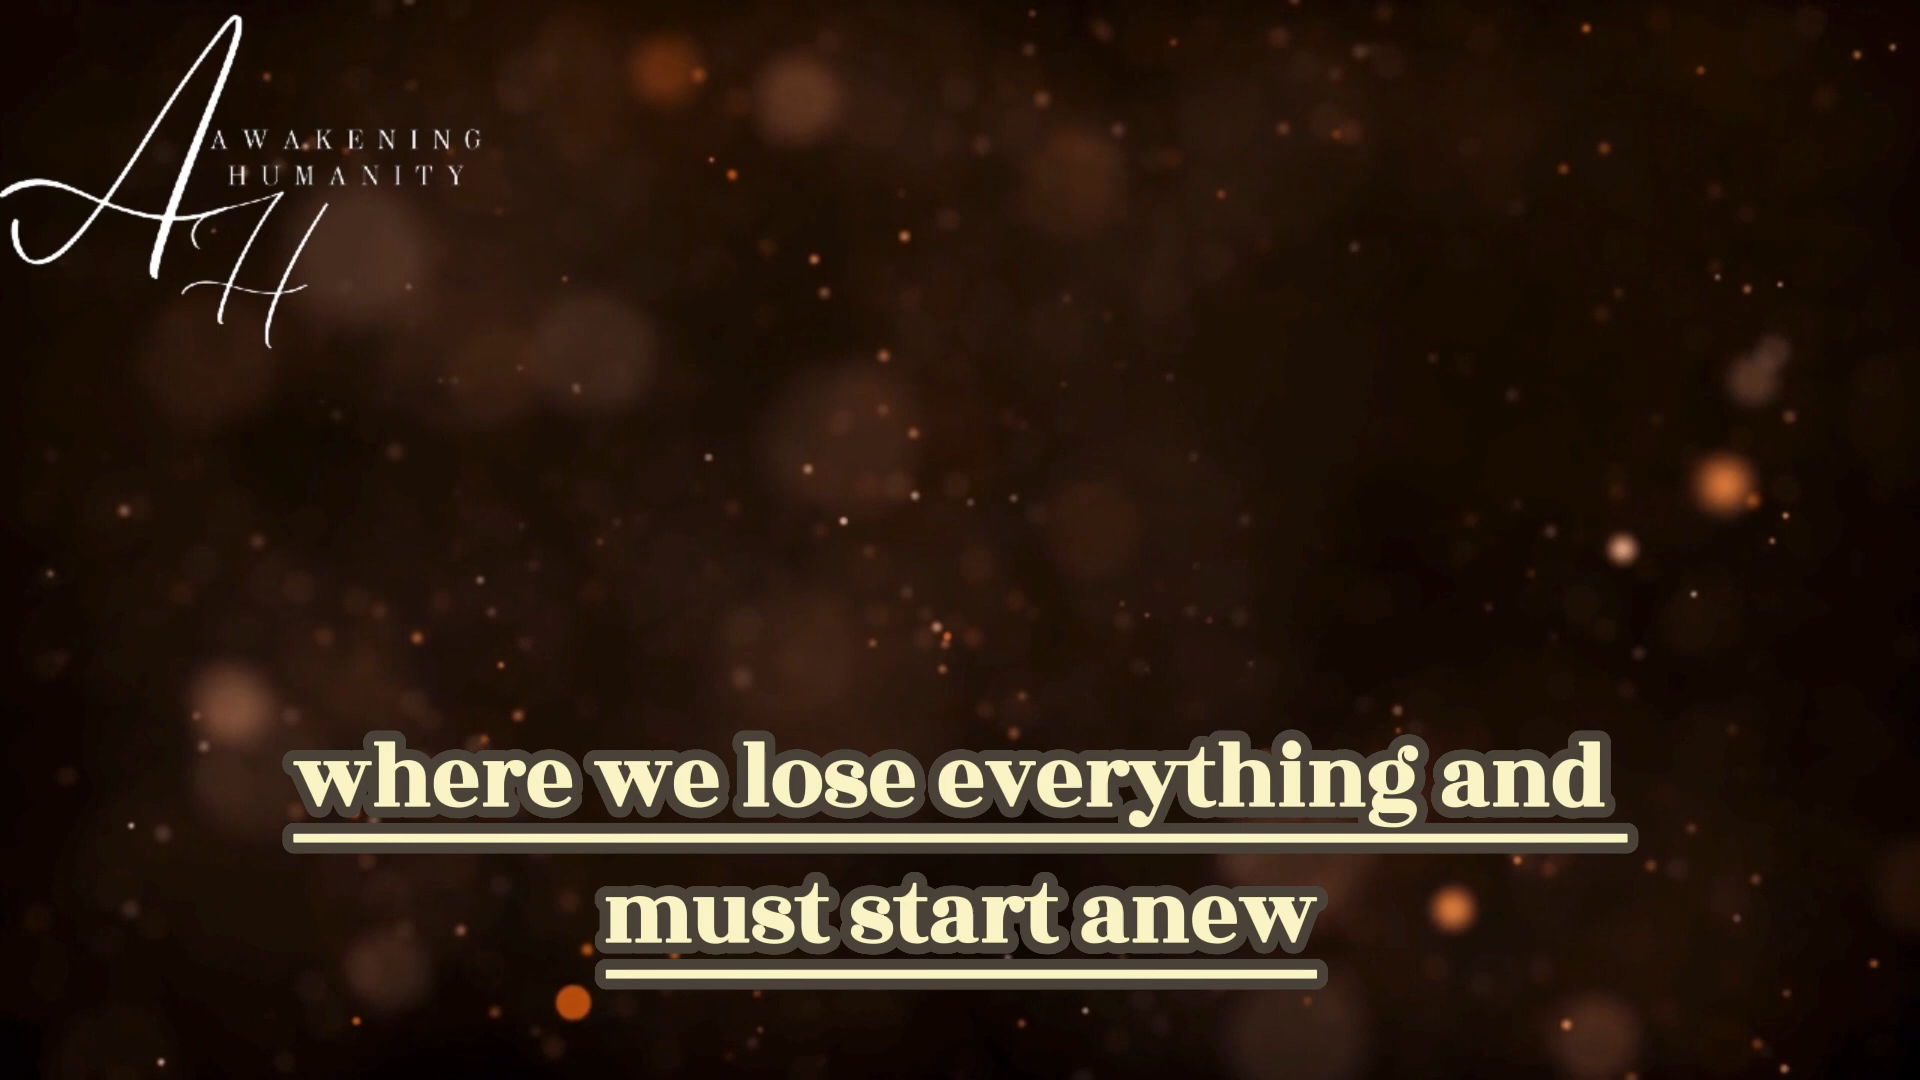 AWAKENING
HUMANITY
AH
where we lose everything and
must start anew